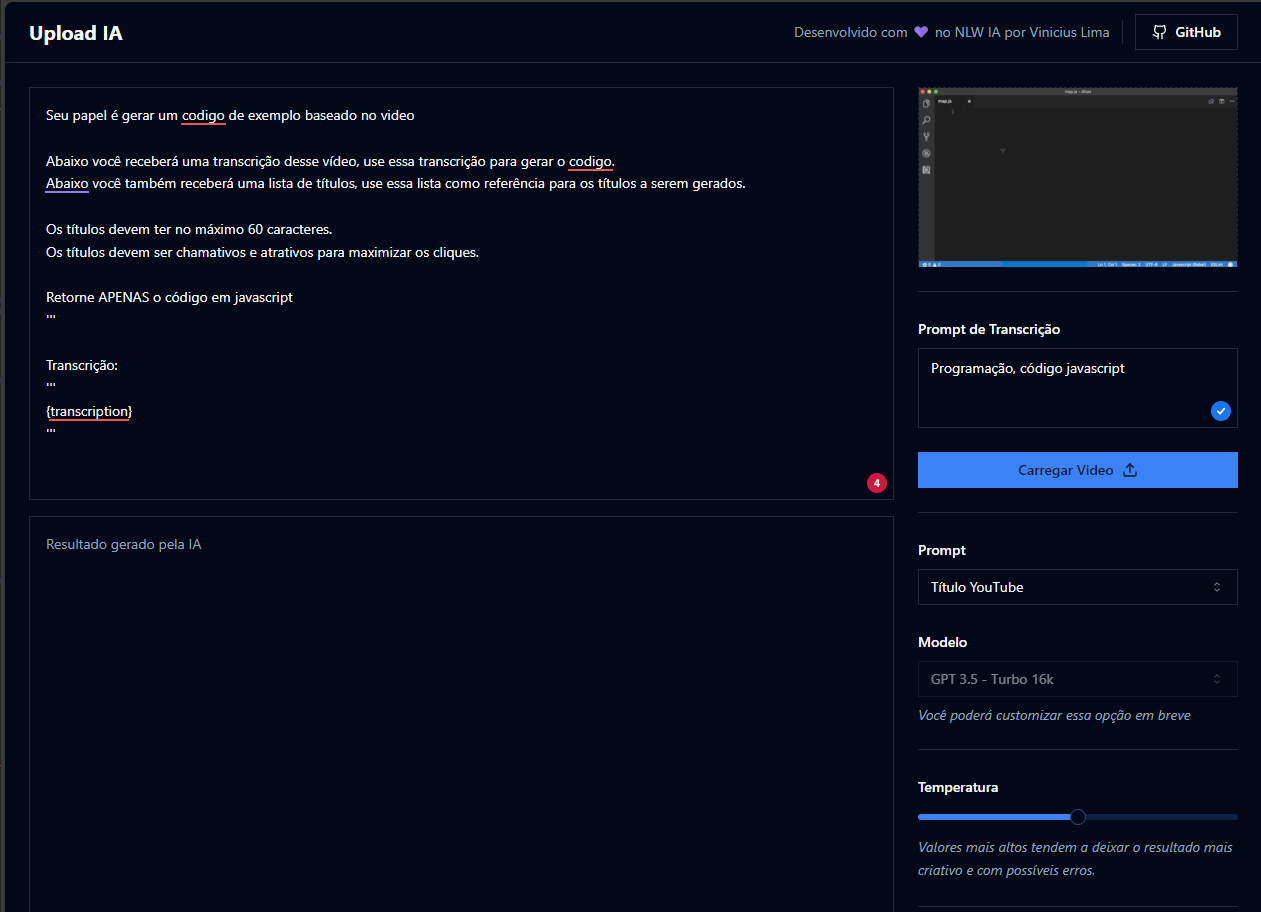 Upload IA
Desenvolvido com 💜 no NLW IA por Vinicius Lima
GitHub
Seu papel é gerar um codigo de exemplo baseado no video
Abaixo você receberá uma transcrição desse vídeo, use essa transcrição para gerar o codigo.
Abaixo você também receberá uma lista de títulos, use essa lista como referência para os títulos a serem gerados.
Os títulos devem ter no máximo 60 caracteres.
Os títulos devem ser chamativos e atrativos para maximizar os cliques.
Retorne APENAS o código em javascript
'''
Transcrição:
'''
{transcription}
'''
4
Resultado gerado pela IA
map.js
Prompt de Transcrição
Programação, código javascript
Carregar Video
Prompt
Título YouTube
Modelo
GPT 3.5 - Turbo 16k
Você poderá customizar essa opção em breve
Temperatura
Valores mais altos tendem a deixar o resultado mais
criativo e com possíveis erros.